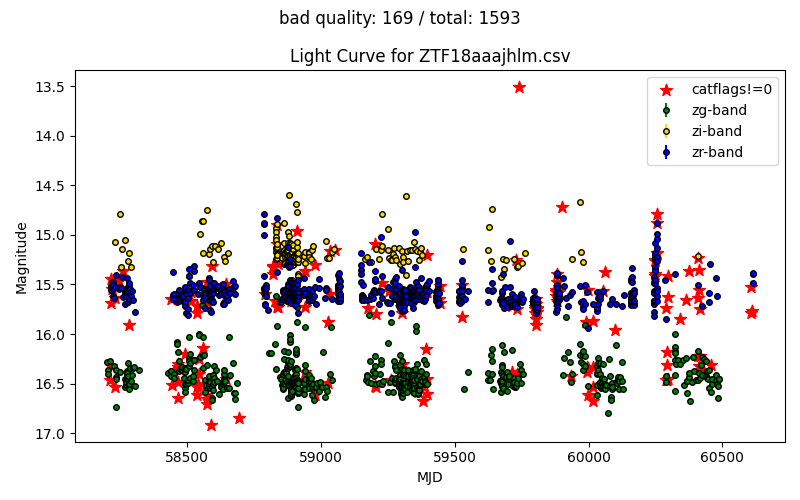 bad quality: 169 / total: 1593
Light Curve for ZTF18aaajhlm.csv
catflags!=0
zg-band
zi-band
zr-band
Magnitude
13.5
14.0
14.5
15.0
15.5
16.0
16.5
17.0
58500
59000
59500
60000
60500
MJD